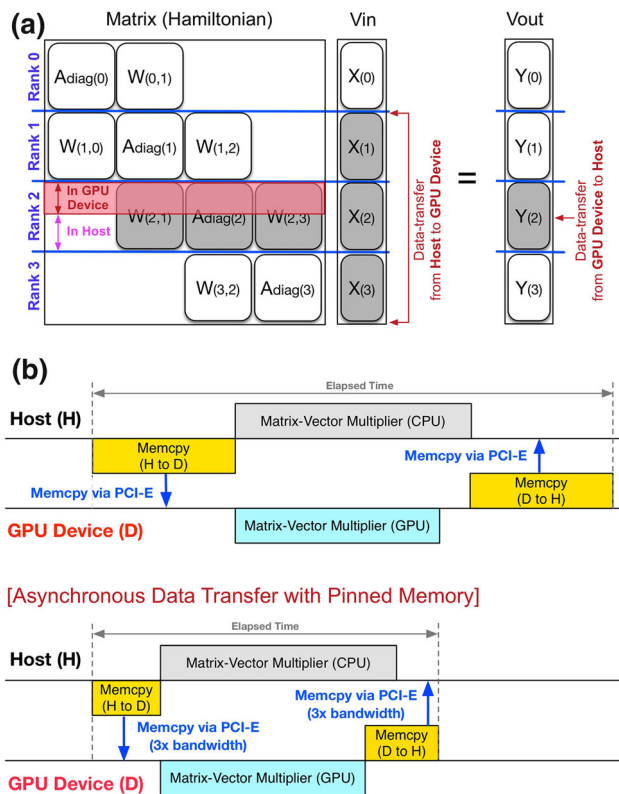 (a) Matrix (Hamiltonian) Vin Vout
Rank 0
Adiag(0) W(0,1) X(0) Y(0)
Rank 1
W(1,0) Adiag(1) W(1,2) X(1) Y(1)
Rank 2
In GPU
Device
In Host
W(2,1) Adiag(2) W(2,3) X(2) Y(2)
Rank 3
W(3,2) Adiag(3) X(3) Y(3)
Data-transfer
from Host to GPU Device
=
Data-transfer
from GPU Device to Host
(b)
Elapsed Time
Host (H)
Matrix-Vector Multiplier (CPU)
Memcpy
(H to D)
Memcpy via PCI-E
Memcpy via PCI-E
Memcpy
(D to H)
GPU Device (D)
Matrix-Vector Multiplier (GPU)
[Asynchronous Data Transfer with Pinned Memory]
Elapsed Time
Host (H)
Matrix-Vector Multiplier (CPU)
Memcpy
(H to D)
Memcpy via PCI-E
(3x bandwidth)
Memcpy via PCI-E
(3x bandwidth)
Memcpy
(D to H)
GPU Device (D)
Matrix-Vector Multiplier (GPU)